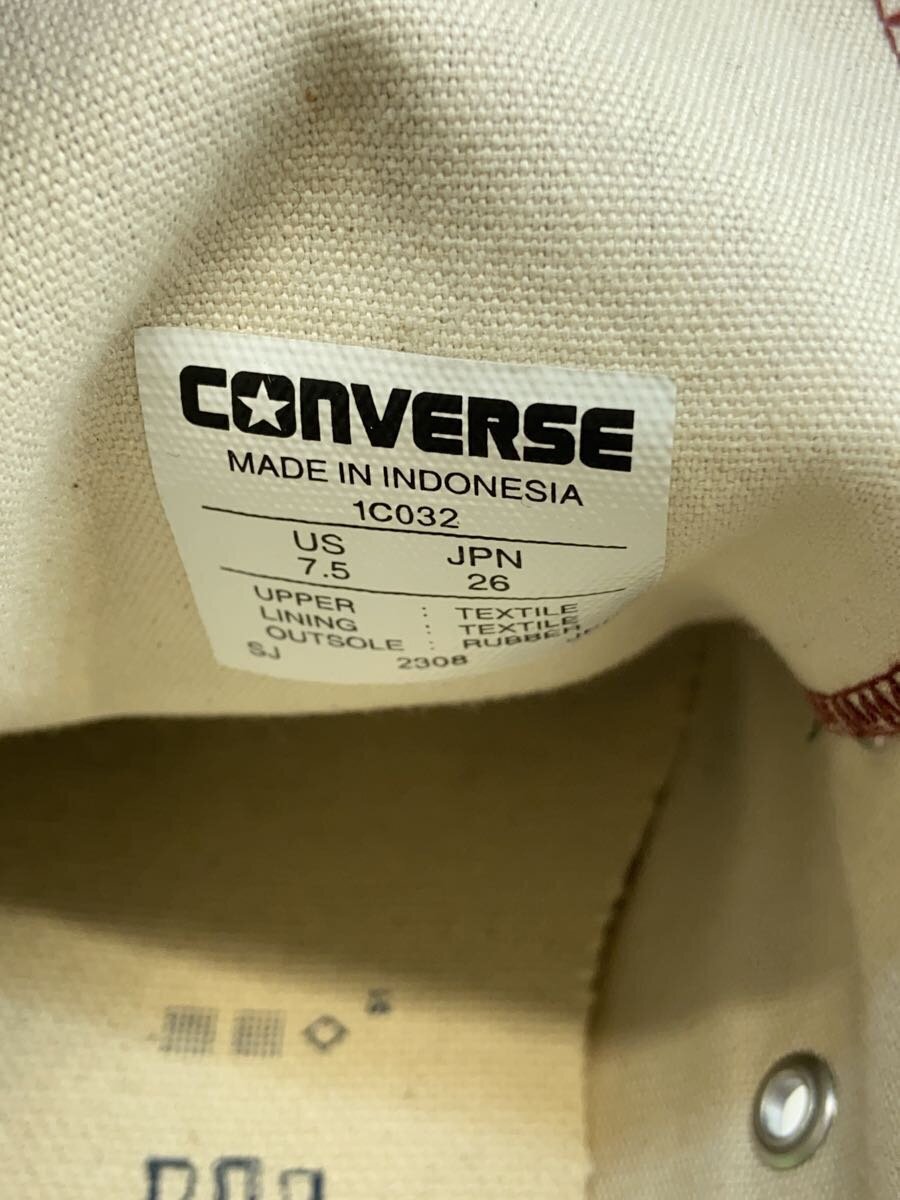 CONVERSE
MADE IN INDONESIA
1C032
US JPN
7.5 26
UPPER : TEXTILE
LINING : TEXTILE
OUTSOLE : RUBBER
SJ 2308